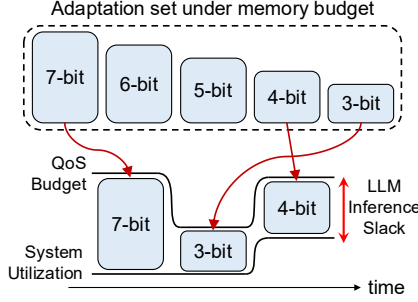 Adaptation set under memory budget
7-bit
6-bit
5-bit
4-bit
3-bit
QoS
Budget
7-bit
3-bit
4-bit
LLM
Inference
Slack
System
Utilization
time